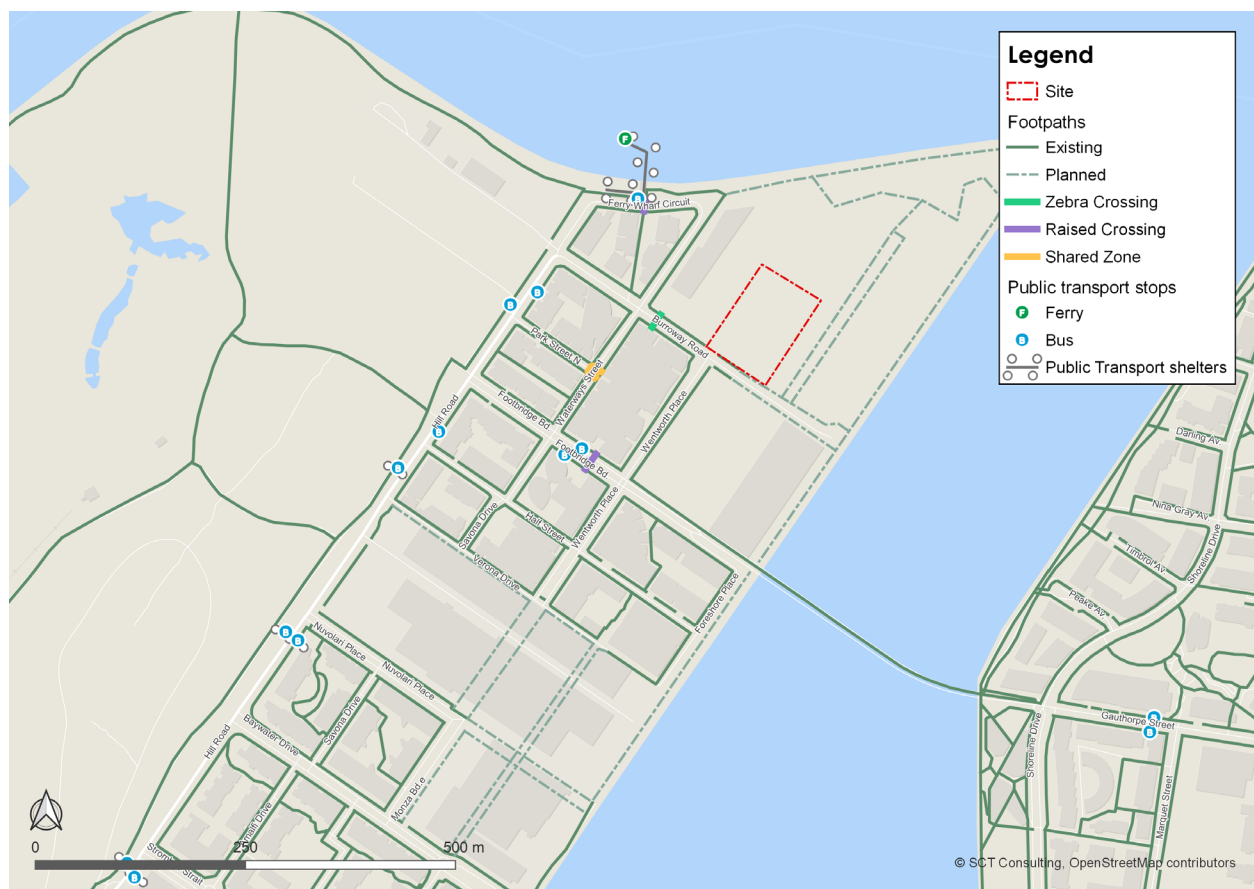 Legend
Site
Footpaths
Existing
Planned
Zebra Crossing
Raised Crossing
Shared Zone
Public transport stops
F Ferry
B Bus
Public Transport shelters
F
B
Ferry Wharf Circuit
B
B
Burroway Road
Park Street N
Waterways Street
Footbridge Bd
Hill Road
Wentworth Place
B
B
B
Footbridge Bd
B
Darling Av.
Nina Gray Av.
Shoreline Drive
Timbrol Av
Peake Av.
Savona Drive
Half Street
Wentworth Place
Verona Drive
Foreshore Place
B
B
Nuvolari Place
Nuvolari Place
Savona Drive
Hill Road
Baywater Drive
Monza Bd.e
Shoreline Drive
Gauthorpe Street
B
B
Marquet Street
0
250
500 m
B
B
© SCT Consulting, OpenStreetMap contributors